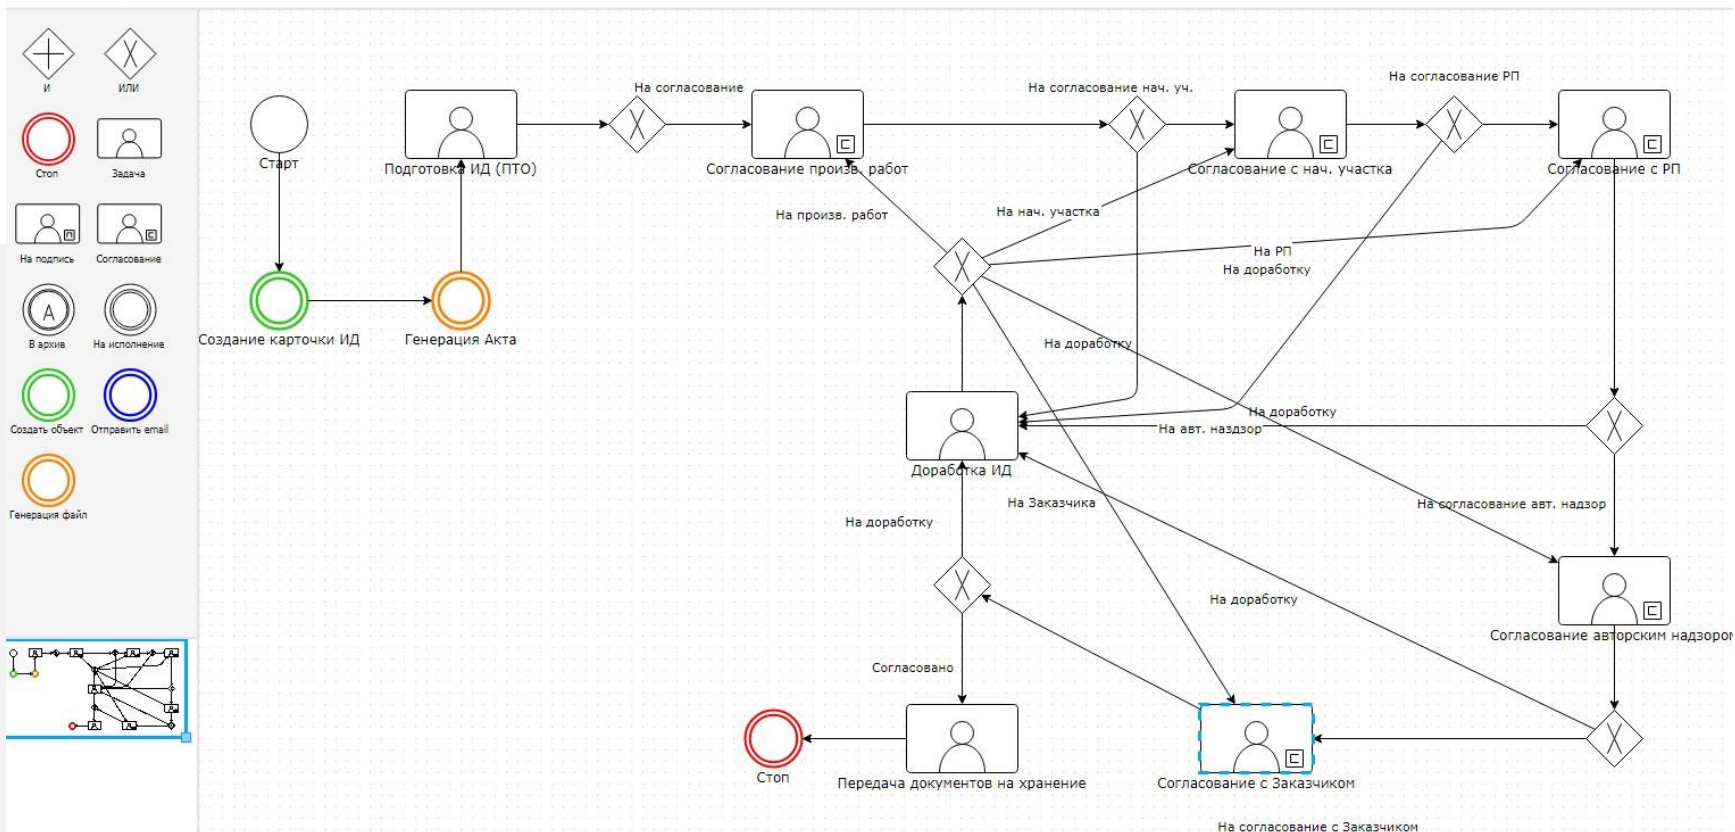 И
ИЛИ
Стоп
Задача
На подпись
Согласование
А
В архив
На исполнение
Создать объект
Отправить email
Генерация файл
Старт
Создание карточки ИД
Генерация Акта
Подготовка ИД (ПТО)
На согласование
Согласование произв. работ
На согласование нач. уч.
Согласование с нач. участка
На согласование РП
Согласование с РП
На произв. работ
На нач. участка
На РП
На доработку
На доработку
На доработку
На авт. наздзор
Доработка ИД
На Заказчика
На согласование авт. надзор
На доработку
На доработку
Согласование авторским надзором
Согласовано
Стоп
Передача документов на хранение
Согласование с Заказчиком
На согласование с Заказчиком